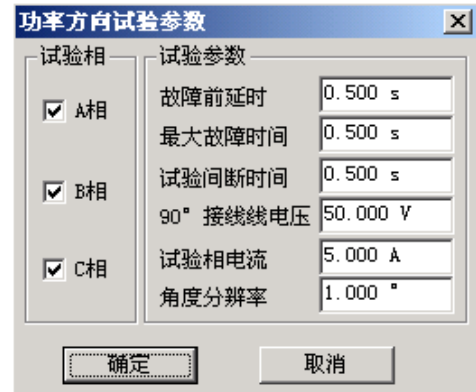 功率方向试验参数
试验相
A相
B相
C相
试验参数
故障前延时 0.500 s
最大故障时间 0.500 s
试验间断时间 0.500 s
90° 接线线电压 50.000 V
试验相电流 5.000 A
角度分辨率 1.000 °
确定 取消